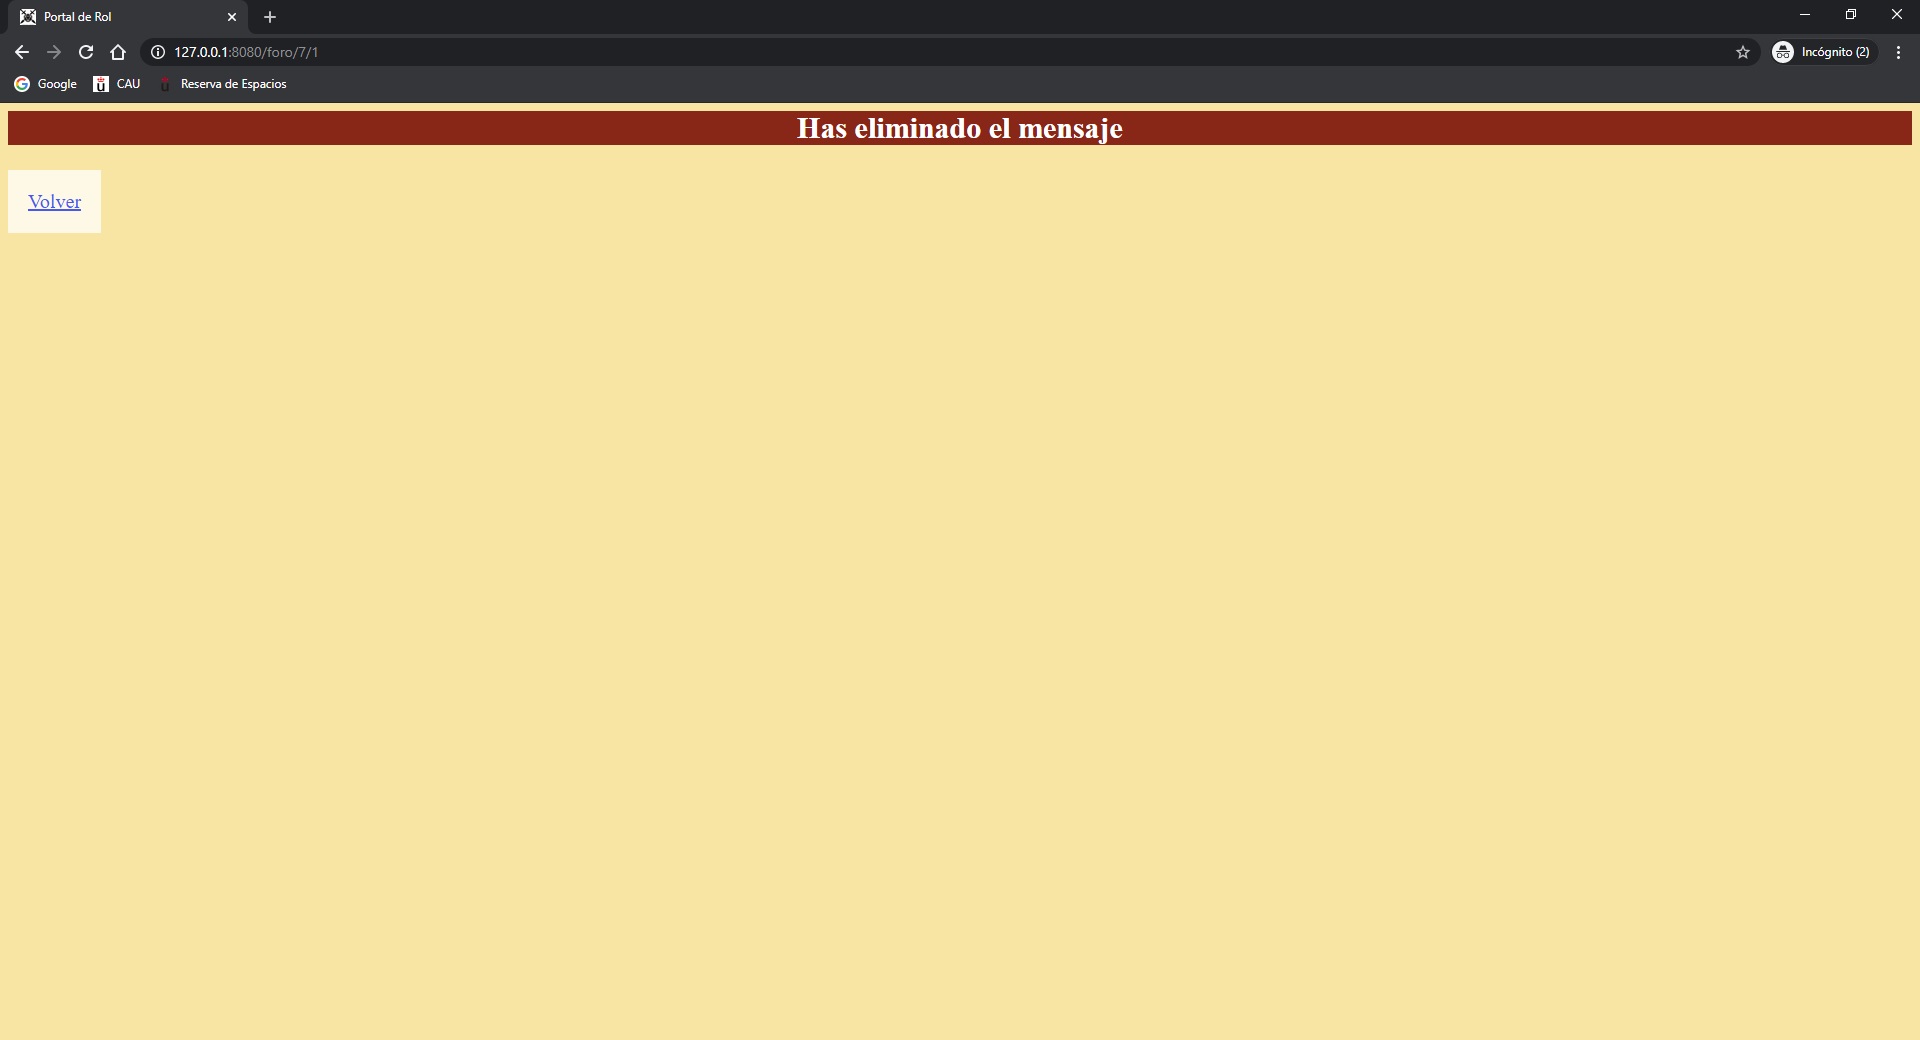 Portal de Rol
127.0.0.1:8080/foro/7/1
Incógnito (2)
Google
CAU
Reserva de Espacios
Has eliminado el mensaje
Volver